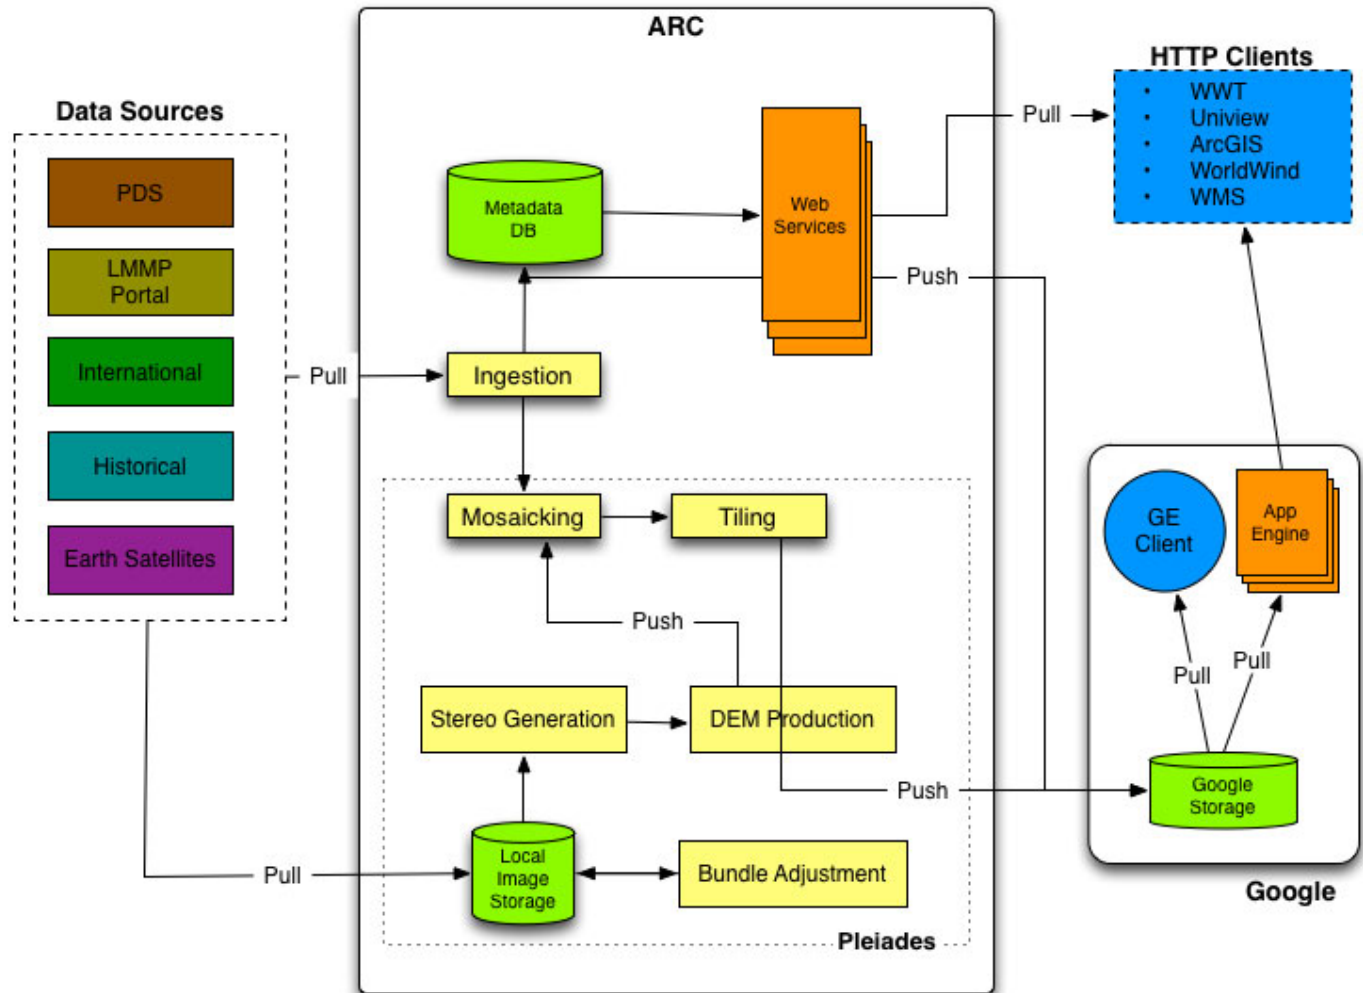 ARC
HTTP Clients
• WWT
• Uniview
• ArcGIS
• WorldWind
• WMS
Data Sources
PDS
LMMP
Portal
International
Historical
Earth Satellites
Pull
Pull
Metadata
DB
Web
Services
Pull
Push
Ingestion
Mosaicking
Tiling
Push
Stereo Generation
DEM Production
Push
Local
Image
Storage
Bundle Adjustment
Pleiades
GE
Client
App
Engine
Pull
Pull
Google
Storage
Google